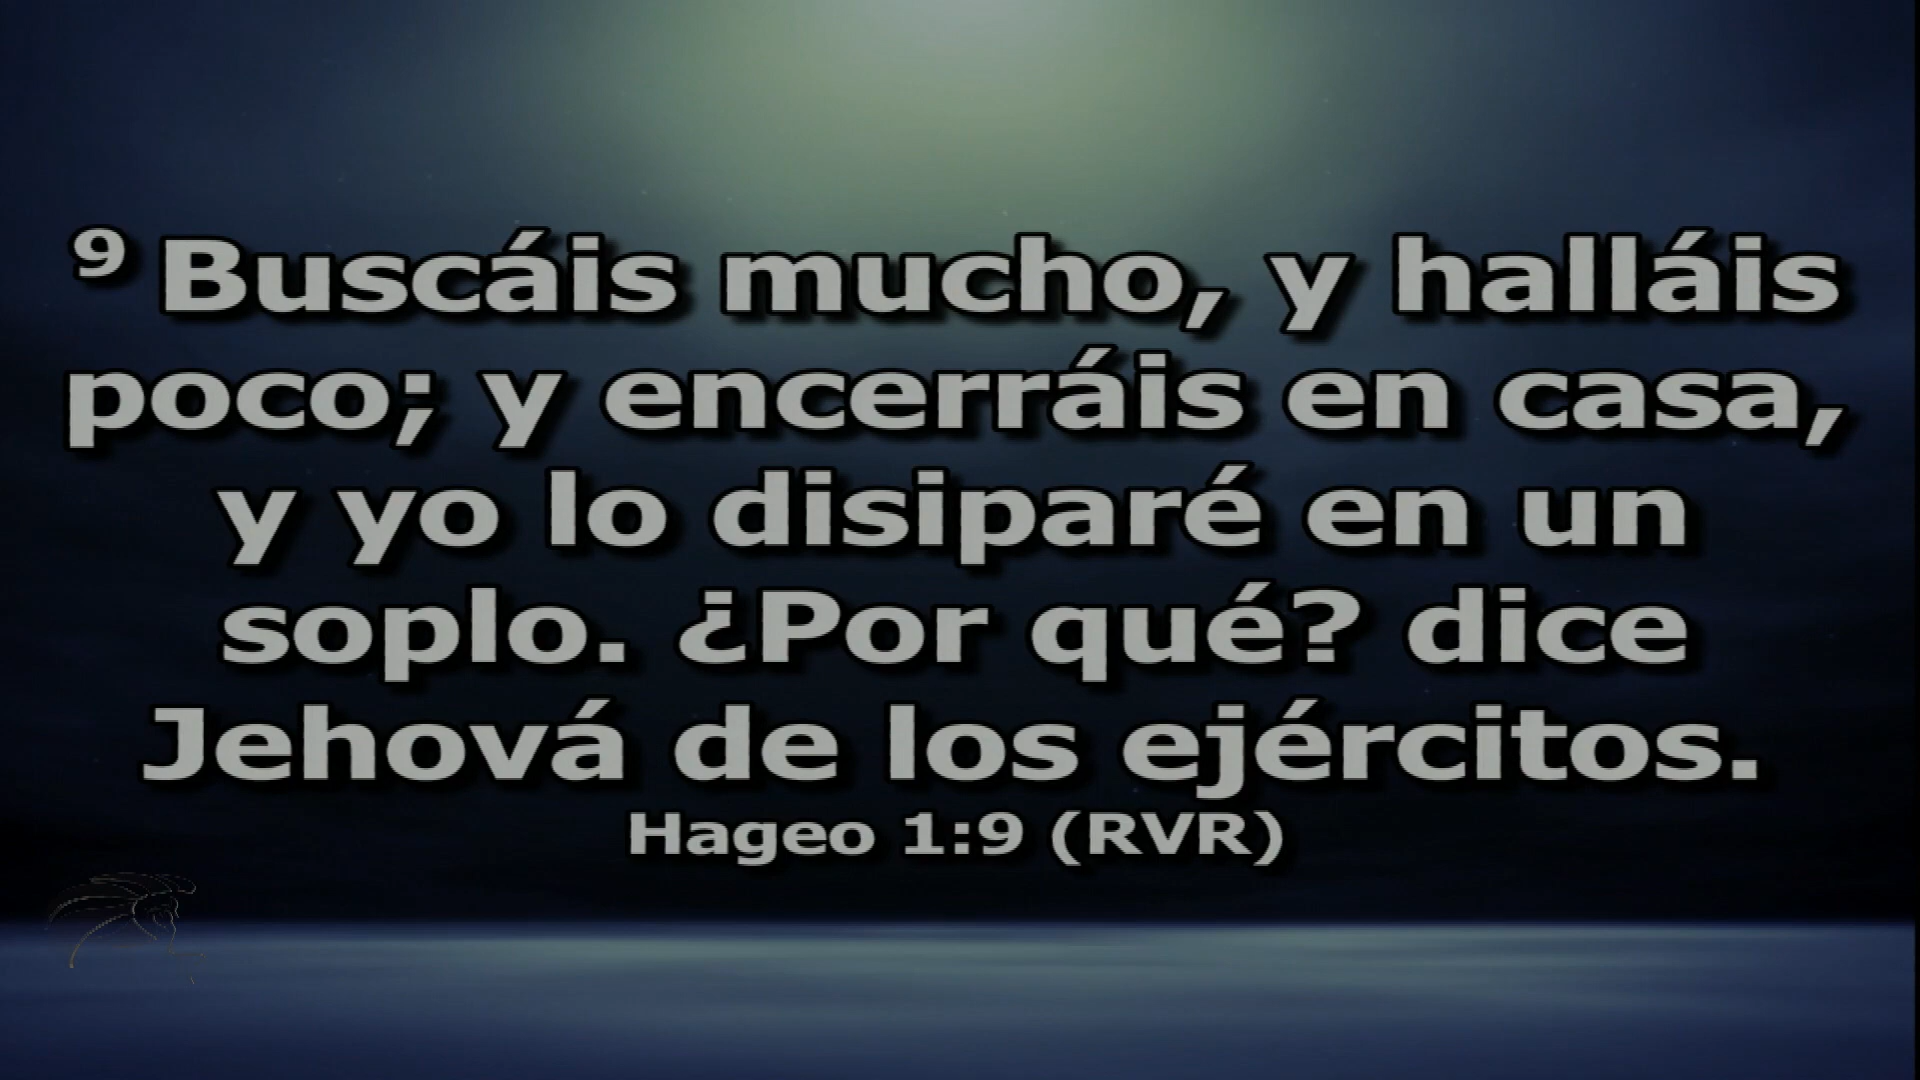 9 Buscáis mucho, y halláis
poco; y encerráis en casa,
y yo lo disiparé en un
soplo. ¿Por qué? dice
Jehová de los ejércitos.
Hageo 1:9 (RVR)